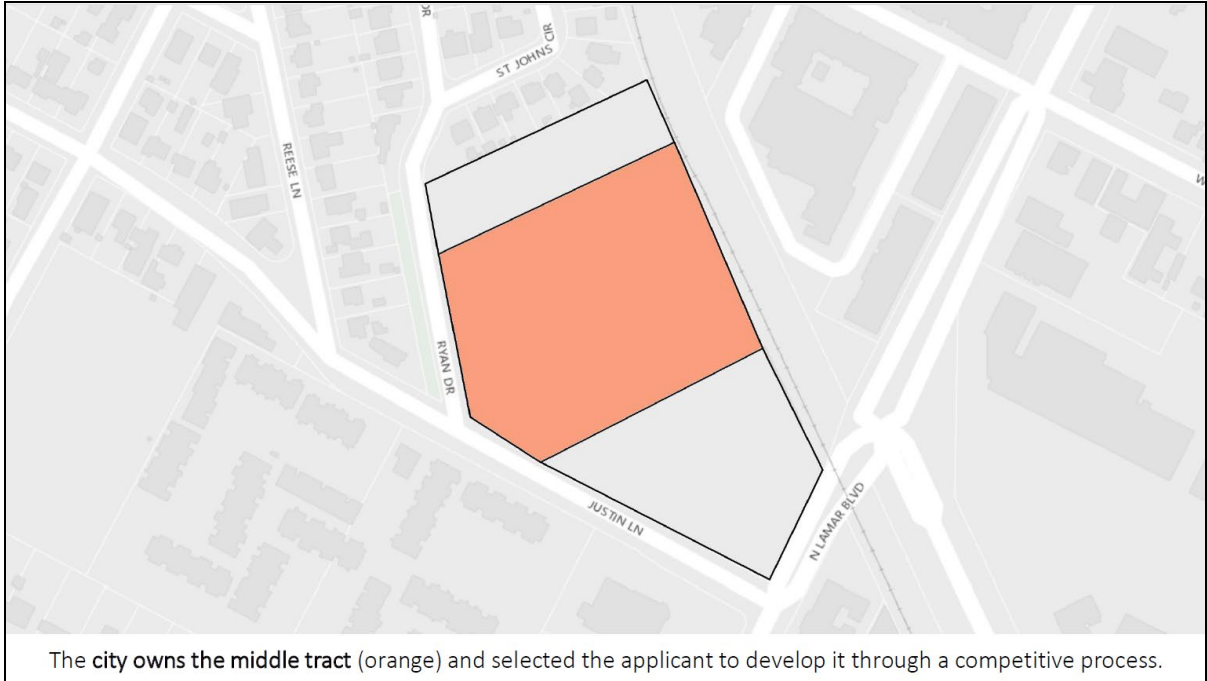 DR
CIR
ST JOHNS
REESE LN
W
RYAN DR
JUSTIN LN
N LAMAR BLVD
The city owns the middle tract (orange) and selected the applicant to develop it through a competitive process.